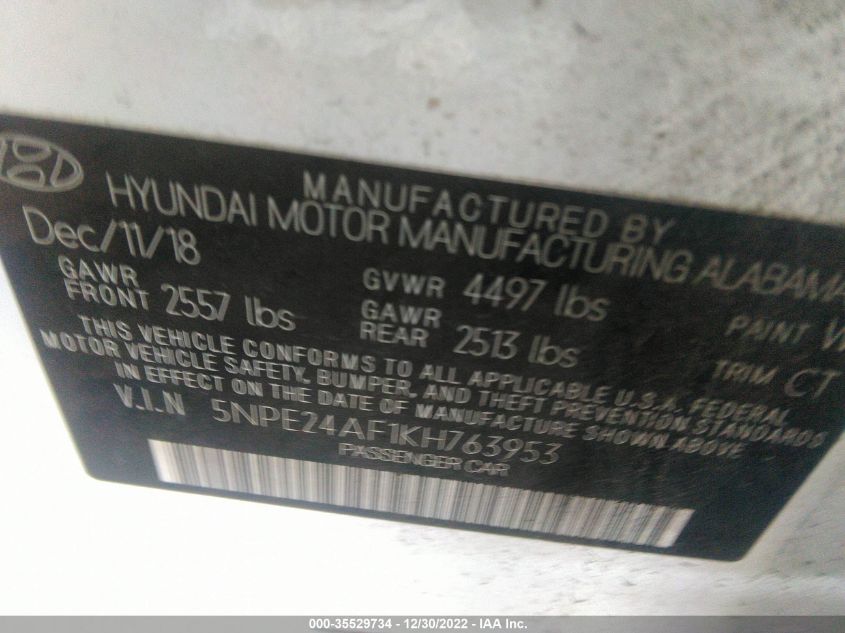 MANUFACTURED BY
HYUNDAI MOTOR MANUFACTURING ALABAMA
Dec/11/18
GAWR FRONT 2557 lbs
GVWR 4497 lbs
GAWR REAR 2513 lbs
PAINT
TRIM CT
THIS VEHICLE CONFORMS TO ALL APPLICABLE U.S. FEDERAL
MOTOR VEHICLE SAFETY, BUMPER, AND THEFT PREVENTION STANDARDS
IN EFFECT ON THE DATE OF MANUFACTURE SHOWN ABOVE
V.I.N 5NPE24AF1KH763953
PASSENGER CAR
000-35529734 - 12/30/2022 - IAA Inc.